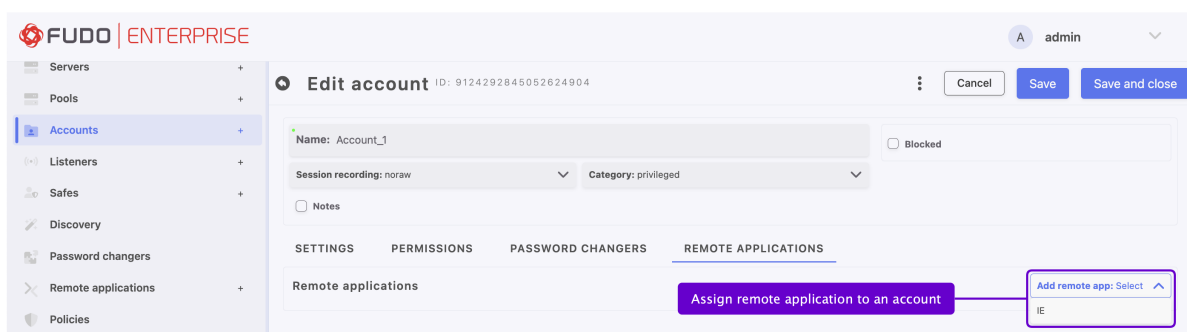 FUDO | ENTERPRISE
A admin
Servers +
Pools +
Accounts +
Listeners +
Safes +
Discovery
Password changers
Remote applications +
Policies
Edit account ID: 9124292845052624904
Cancel
Save
Save and close
Name: Account_1
Blocked
Session recording: noraw
Category: privileged
Notes
SETTINGS
PERMISSIONS
PASSWORD CHANGERS
REMOTE APPLICATIONS
Remote applications
Assign remote application to an account
Add remote app: Select
IE